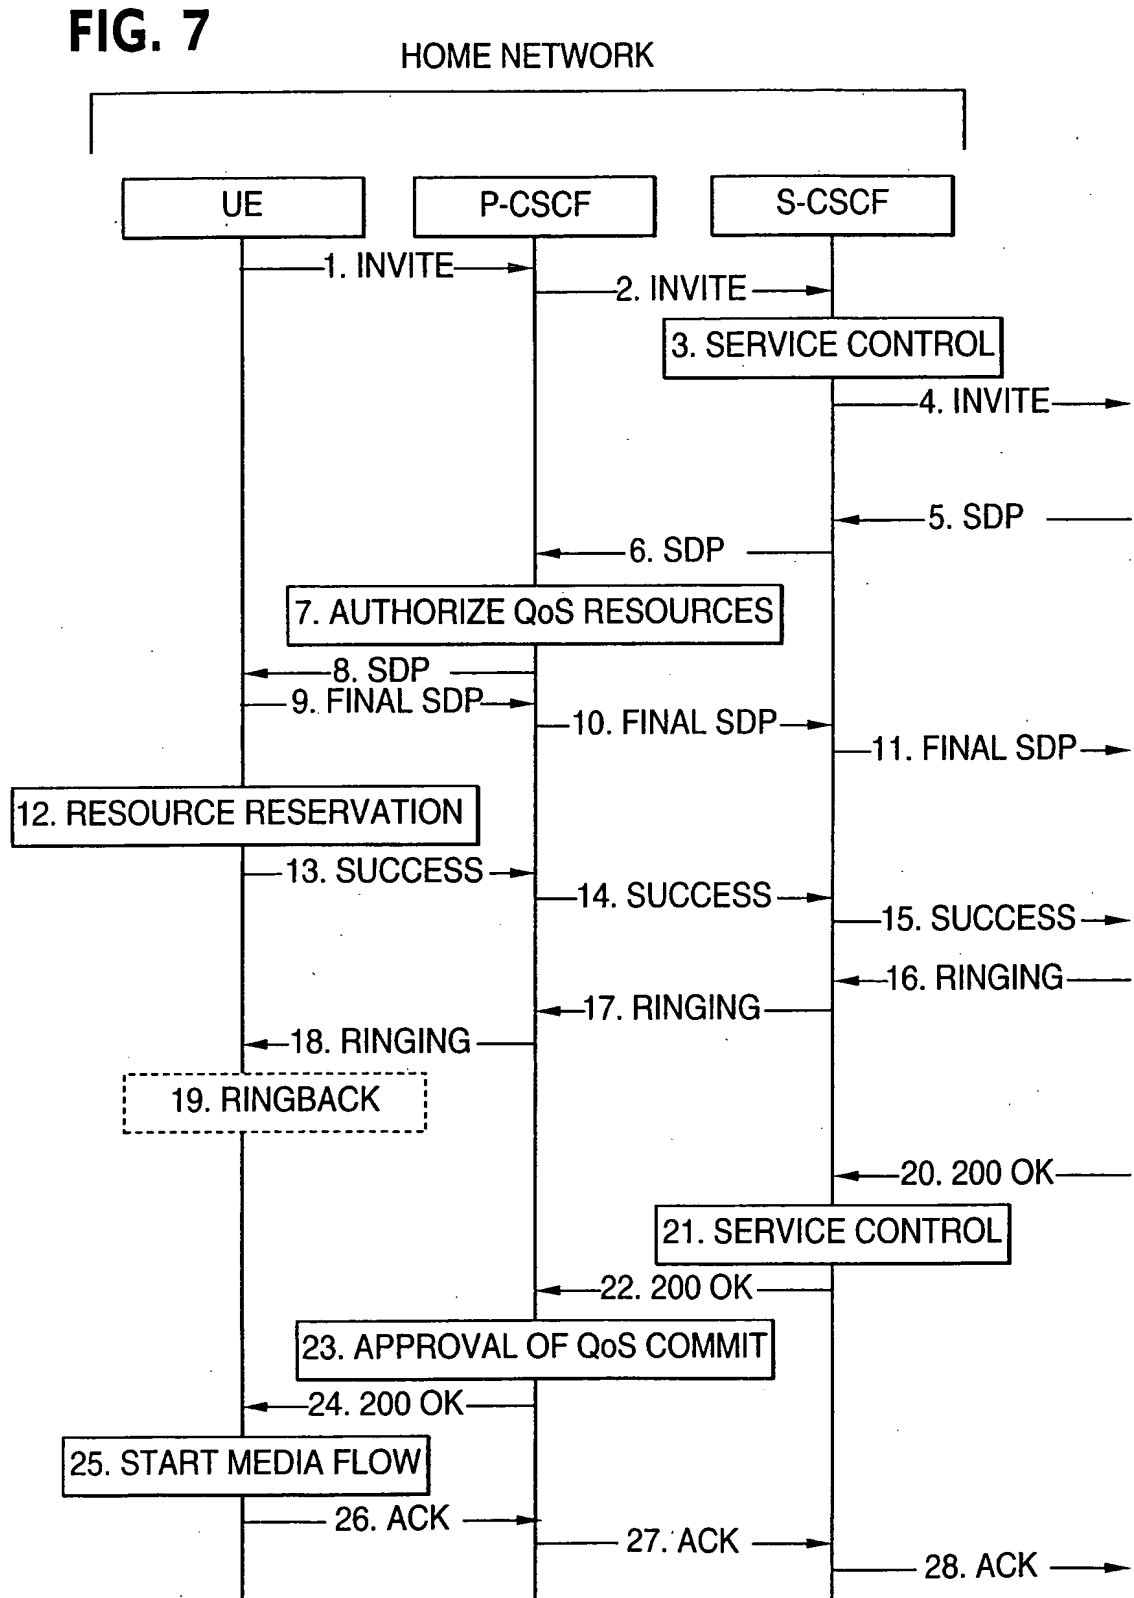 FIG. 7
HOME NETWORK
UE
P-CSCF
S-CSCF
1. INVITE
2. INVITE
3. SERVICE CONTROL
4. INVITE
5. SDP
6. SDP
7. AUTHORIZE QoS RESOURCES
8. SDP
9. FINAL SDP
10. FINAL SDP
11. FINAL SDP
12. RESOURCE RESERVATION
13. SUCCESS
14. SUCCESS
15. SUCCESS
16. RINGING
17. RINGING
18. RINGING
19. RINGBACK
20. 200 OK
21. SERVICE CONTROL
22. 200 OK
23. APPROVAL OF QoS COMMIT
24. 200 OK
25. START MEDIA FLOW
26. ACK
27. ACK
28. ACK